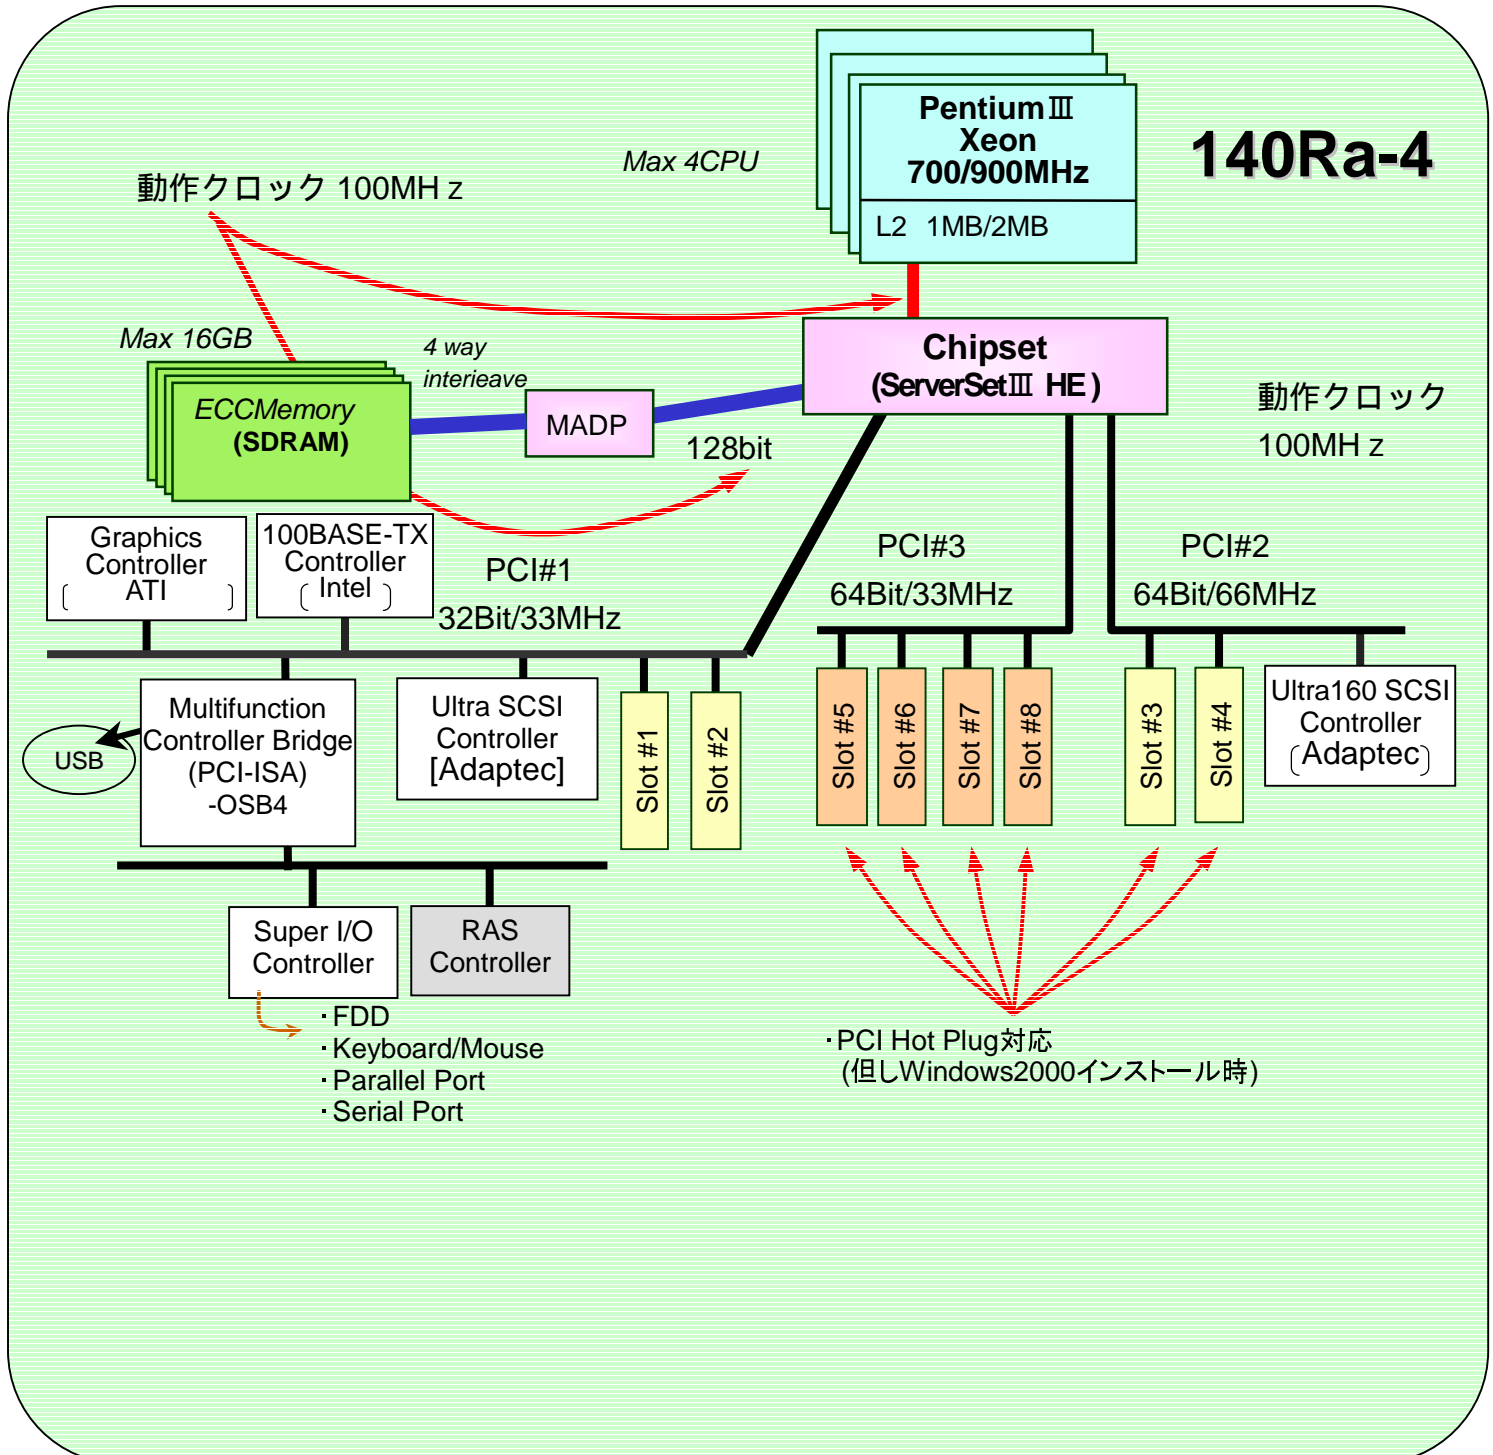 140Ra-4
PentiumⅢ
Xeon
700/900MHz
L2 1MB/2MB
Max 4CPU
動作クロック 100MH z
Max 16GB
4 way
interieave
ECCMemory
(SDRAM)
MADP
Chipset
(ServerSetⅢ HE )
128bit
動作クロック
100MH z
Graphics
Controller
〔 ATI 〕
100BASE-TX
Controller
〔 Intel 〕
PCI#1
32Bit/33MHz
PCI#3
64Bit/33MHz
PCI#2
64Bit/66MHz
USB
Multifunction
Controller Bridge
(PCI-ISA)
-OSB4
Ultra SCSI
Controller
[Adaptec]
Slot #1
Slot #2
Slot #5
Slot #6
Slot #7
Slot #8
Slot #3
Slot #4
Ultra160 SCSI
Controller
〔Adaptec〕
Super I/O
Controller
RAS
Controller
・FDD
・Keyboard/Mouse
・Parallel Port
・Serial Port
・PCI Hot Plug対応
(但しWindows2000インストール時)